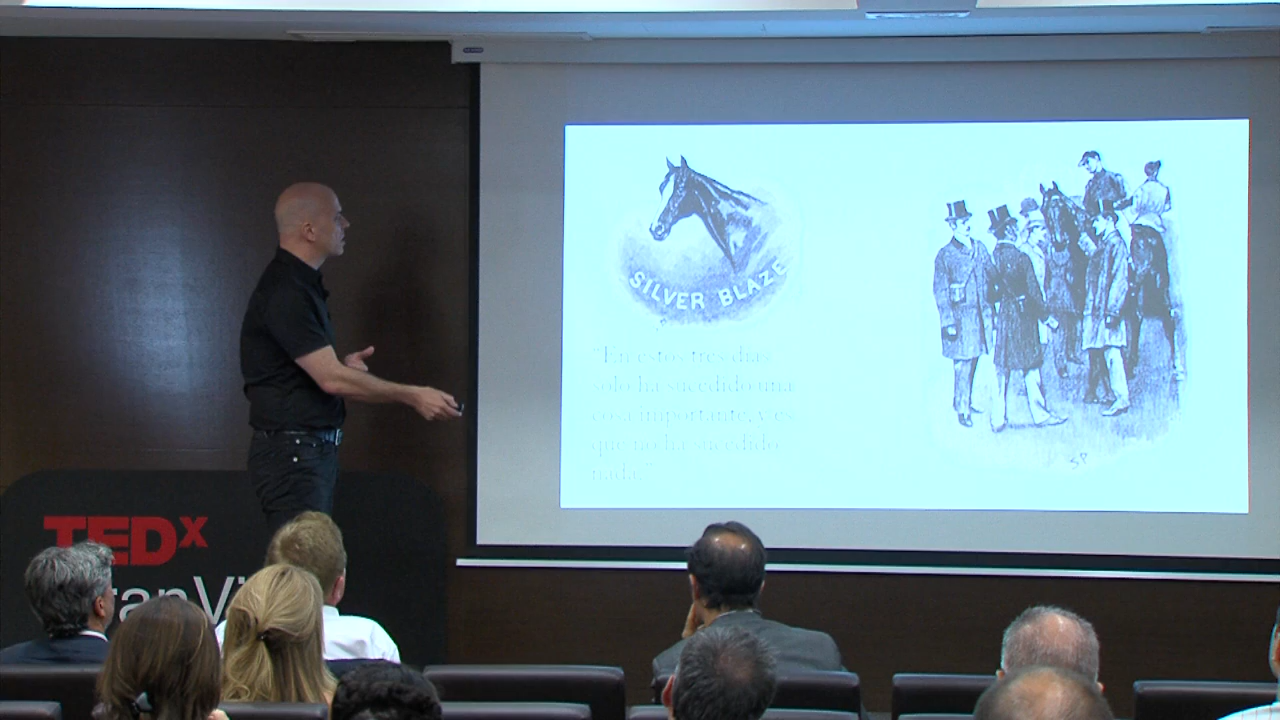 SILVER BLAZE
"En estos tres días
solo ha sucedido una
cosa importante, y es
que no ha sucedido
nada."
SP
TEDx